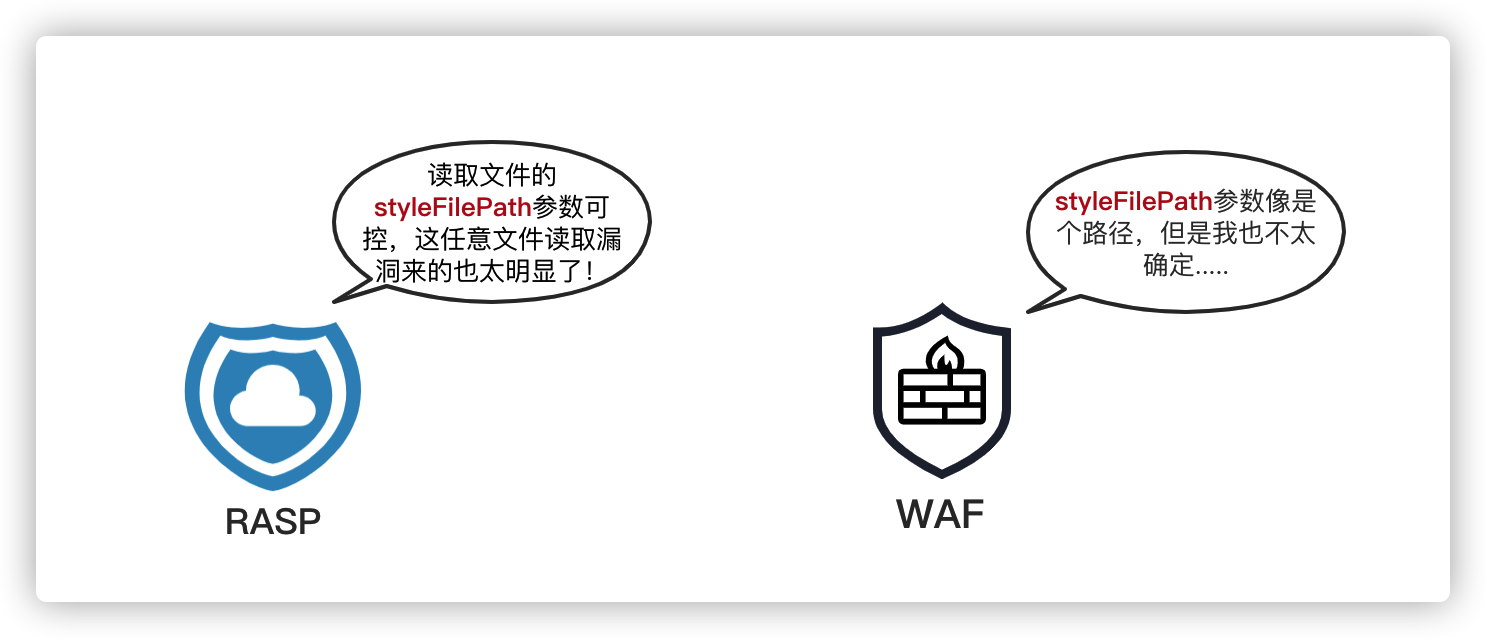 读取文件的
styleFilePath参数可
控，这任意文件读取漏
洞来的也太明显了！
RASP
styleFilePath参数像是
个路径，但是我也不太
确定.....
WAF